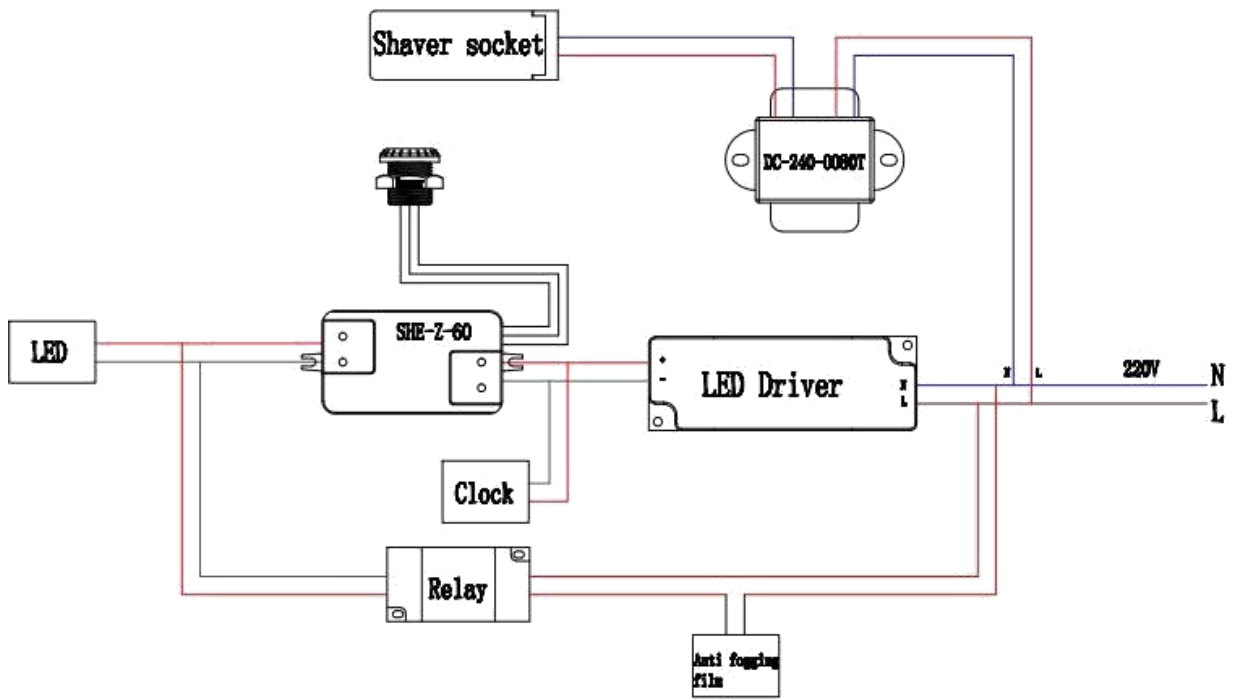 Shaver socket
DC-240-0080T
SHE-Z-60
LED
+
-
LED Driver
N
L
N
L
220V
N
L
Clock
Relay
Anti fogging
film